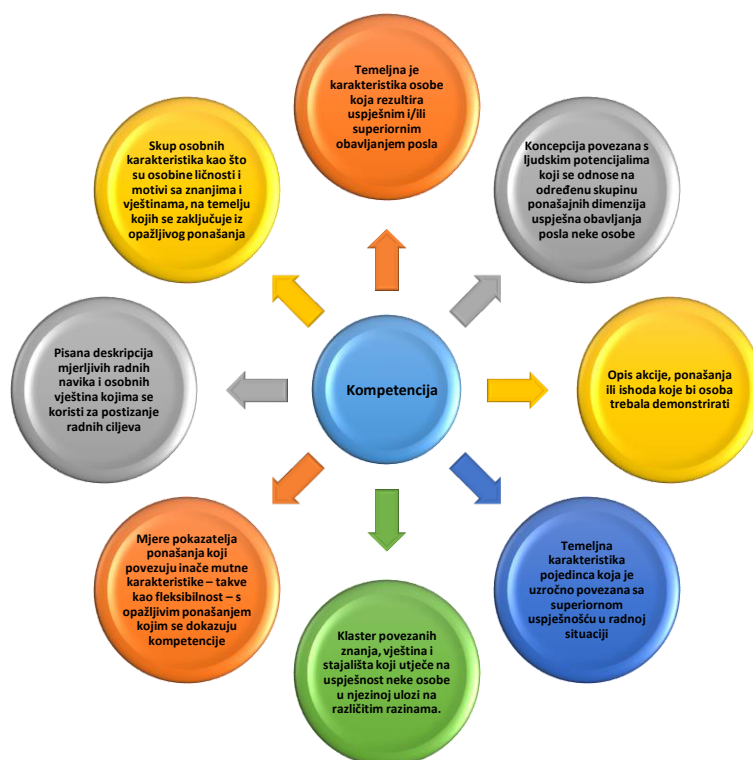 Temeljna je
karakteristika osobe
koja rezultira
uspješnim i/ili
superiornim
obavljanjem posla
Koncepcija povezana s
ljudskim potencijalima
koji se odnose na
određenu skupinu
ponašajnih dimenzija
uspješna obavljanja
posla neke osobe
Opis akcije, ponašanja
ili ishoda koje bi osoba
trebala demonstrirati
Temeljna
karakteristika
pojedinca koja je
uzročno povezana sa
superiornom
uspješnošću u radnoj
situaciji
Klaster povezanih
znanja, vještina i
stajališta koji utječe na
uspješnost neke osobe
u njezinoj ulozi na
različitim razinama.
Mjere pokazatelja
ponašanja koji
povezuju inače mutne
karakteristike – takve
kao fleksibilnost – s
opažljivim ponašanjem
kojim se dokazuju
kompetencije
Pisana deskripcija
mjerljivih radnih
navika i osobnih
vještina kojima se
koristi za postizanje
radnih ciljeva
Skup osobnih
karakteristika kao što
su osobine ličnosti i
motivi sa znanjima i
vještinama, na temelju
kojih se zaključuje iz
opažljivog ponašanja
Kompetencija